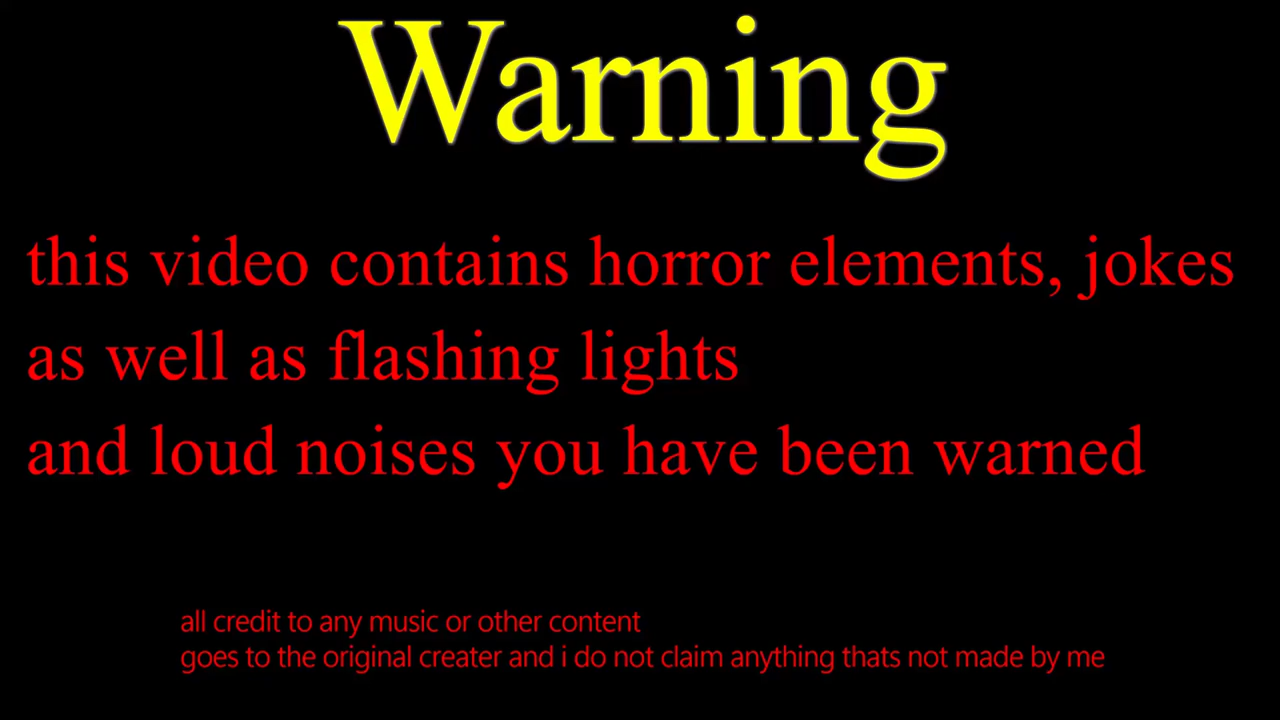 Warning
this video contains horror elements, jokes
as well as flashing lights
and loud noises you have been warned
all credit to any music or other content
goes to the original creater and i do not claim anything thats not made by me